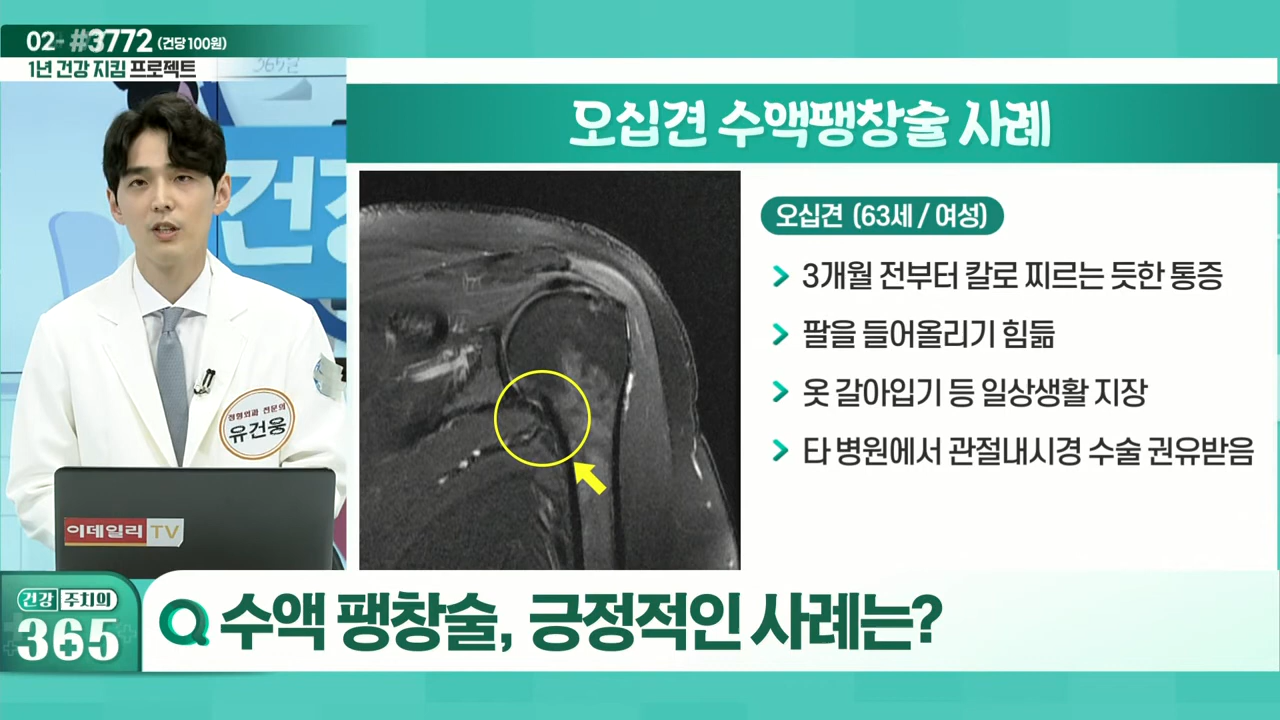 02- #3772 (건당 100원)
1년 건강 지킴 프로젝트
오십견 수액팽창술 사례
건강
오십견 (63세 / 여성)
3개월 전부터 칼로 찌르는 듯한 통증
팔을 들어올리기 힘듦
옷 갈아입기 등 일상생활 지장
타 병원에서 관절내시경 수술 권유받음
정형외과 전문의
유건웅
이데일리 TV
건강 주치의
365
Q 수액 팽창술, 긍정적인 사례는?